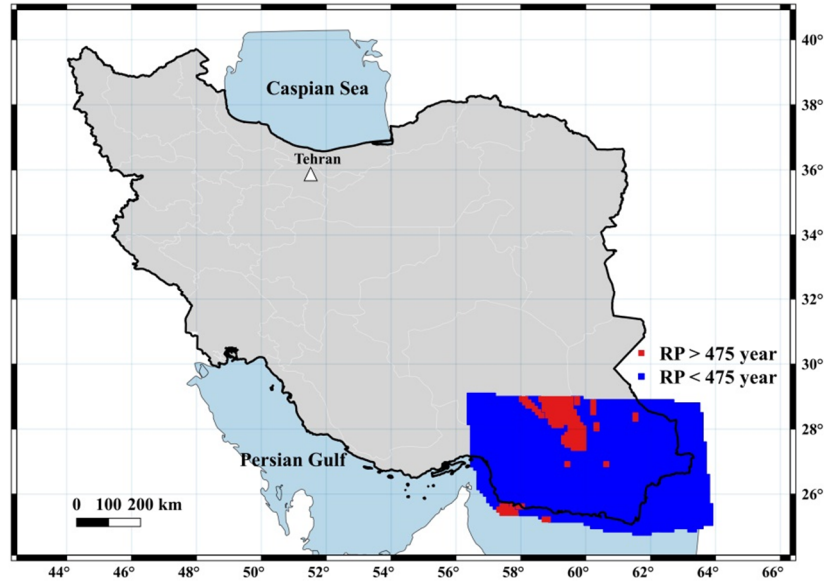 40°
Caspian Sea
38°
Tehran
36°
34°
32°
RP > 475 year
30°
RP < 475 year
28°
Persian Gulf
0 100 200 km
26°
44° 46° 48° 50° 52° 54° 56° 58° 60° 62° 64° 66°